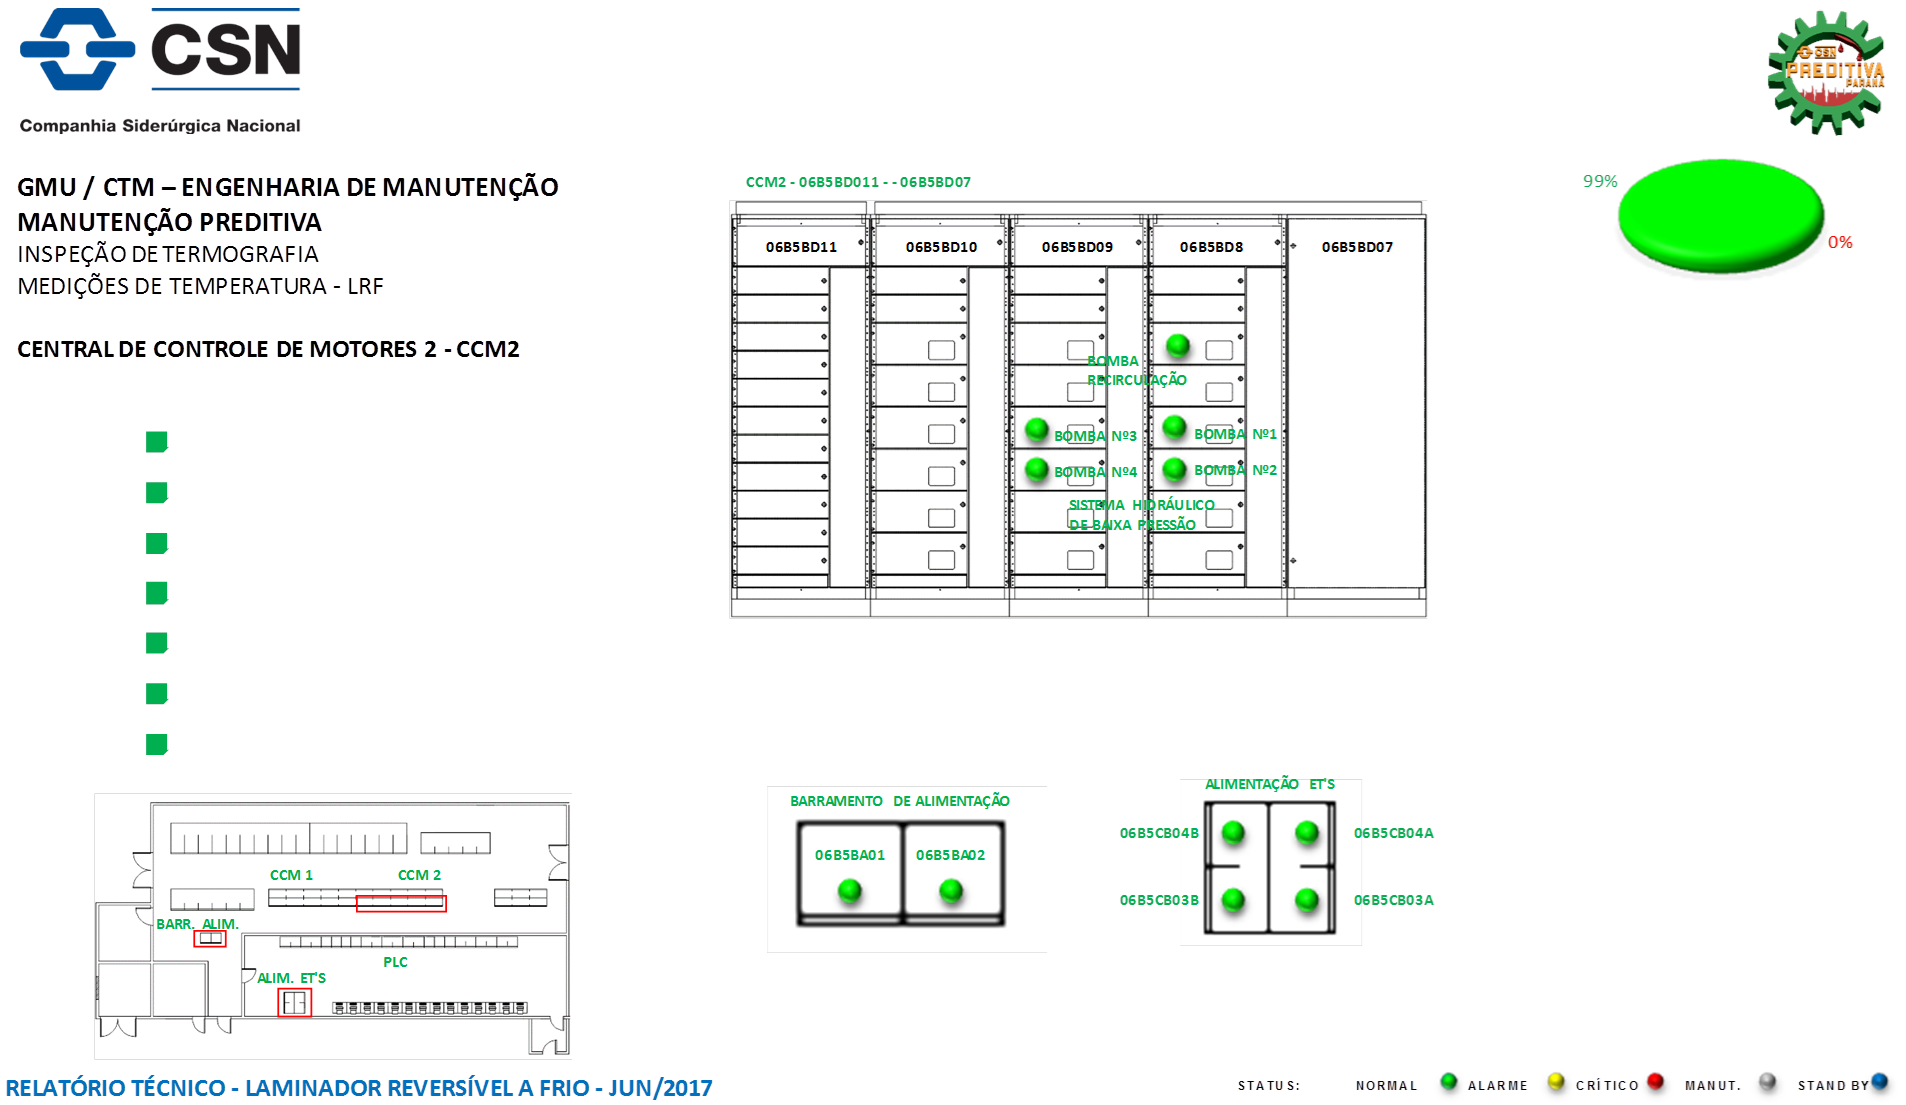 CSN
Companhia Siderúrgica Nacional
CSN
PREDITIVA
PARANÁ
GMU / CTM – ENGENHARIA DE MANUTENÇÃO
MANUTENÇÃO PREDITIVA
INSPEÇÃO DE TERMOGRAFIA
MEDIÇÕES DE TEMPERATURA - LRF
CENTRAL DE CONTROLE DE MOTORES 2 - CCM2
99%
0%
CCM2 - 06B5BD011 - - 06B5BD07
06B5BD11 06B5BD10 06B5BD09 06B5BD8 06B5BD07
BOMBA
RECIRCULAÇÃO
BOMBA Nº3 BOMBA Nº1
BOMBA Nº4 BOMBA Nº2
SISTEMA HIDRÁULICO
DE BAIXA PRESSÃO
BARRAMENTO DE ALIMENTAÇÃO
06B5BA01 06B5BA02
ALIMENTAÇÃO ET'S
06B5CB04B 06B5CB04A
06B5CB03B 06B5CB03A
CCM 1 CCM 2
BARR. ALIM.
PLC
ALIM. ET'S
RELATÓRIO TÉCNICO - LAMINADOR REVERSÍVEL A FRIO - JUN/2017
STATUS: NORMAL ALARME CRÍTICO MANUT. STAND BY